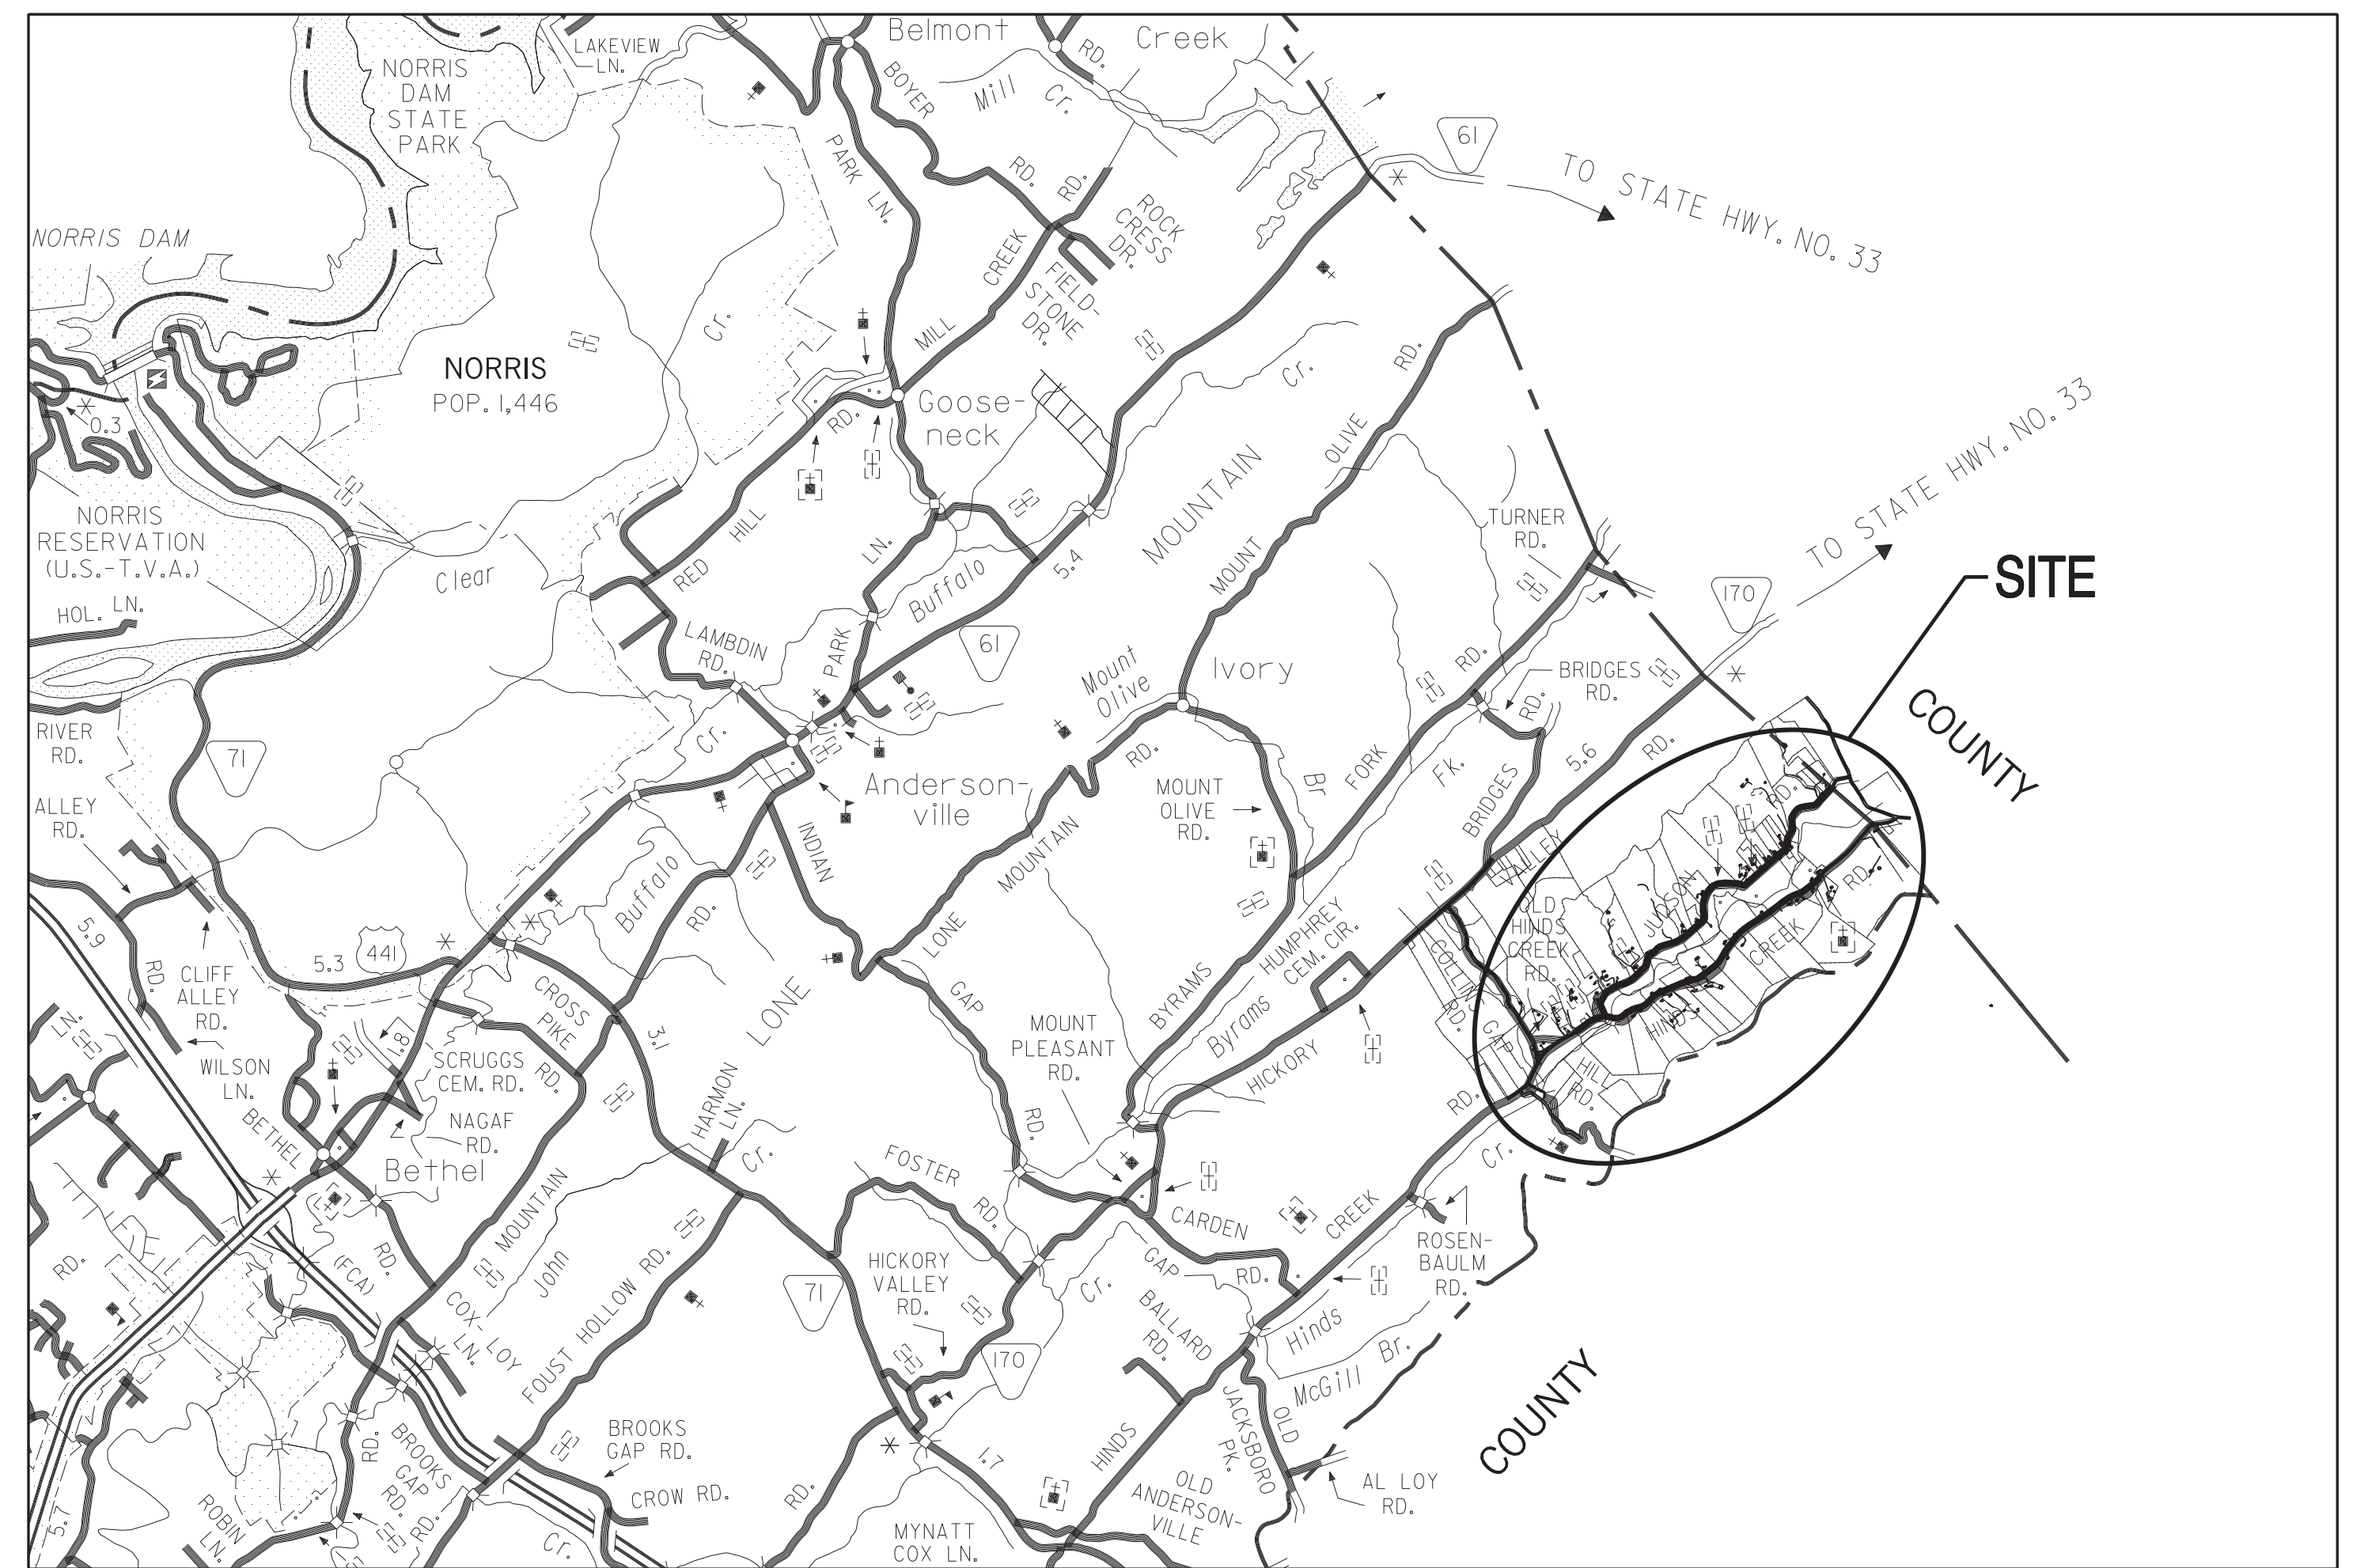 LAKEVIEW
LN.
Belmont
Creek
RD.
BOYER
Mill Cr.
NORRIS
DAM
STATE
PARK
PARK LN.
RD.
RD.
61
TO STATE HWY. NO. 33
ROCK
CRESS
DR.
NORRIS DAM
CREEK
FIELD-
STONE
DR.
Cr.
MILL
NORRIS
POP. 1,446
Cr.
RD.
0.3
RD.
Goose-
neck
OLIVE
TO STATE HWY. NO. 33
MOUNTAIN
NORRIS
RESERVATION
(U.S.-T.V.A.)
HILL
RED
LN.
TURNER
RD.
SITE
Clear
Buffalo
5.4
MOUNT
170
HOL. LN.
LAMBDIN
RD.
PARK
61
Mount
Olive
Ivory
RD.
BRIDGES
RD.
RIVER
RD.
71
Cr.
RD.
RD.
COUNTY
ALLEY
RD.
Anderson-
ville
MOUNT
OLIVE
RD.
Br
FORK
Fk.
BRIDGES
5.6
RD.
RD.
INDIAN
MOUNTAIN
VALLEY
Buffalo
RD.
5.9
RD.
5.3
441
LONE
BYRAMS
HUMPHREY
CEM. CIR.
OLD
HINDS
CREEK
RD.
JUDSON
CREEK
RD.
CLIFF
ALLEY
RD.
CROSS
PIKE
RD.
GAP
COLLINS
GAP
RD.
HINDS
LN.
1.8
3.1
LONE
Byrams
MOUNT
PLEASANT
RD.
WILSON
LN.
SCRUGGS
CEM. RD.
HARMON
LN.
HICKORY
HILL
RD.
BETHEL
NAGAF
RD.
RD.
RD.
Bethel
Cr.
FOSTER
RD.
Cr.
RD.
(FCA)
RD.
MOUNTAIN
John
CARDEN
GAP
RD.
CREEK
ROSEN-
BAULM
RD.
HICKORY
VALLEY
RD.
71
Cr.
COX-LOY
LN.
FOUST HOLLOW RD.
BALLARD
RD.
Hinds
McGill Br.
170
COUNTY
BROOKS
GAP
RD.
RD.
BROOKS
GAP RD.
JACKSBORO
PK.
OLD
HINDS
1.7
AL LOY
RD.
CROW RD.
RD.
OLD
ANDERSON-
VILLE
5.7
ROBIN
LN.
RD.
Cr.
MYNATT
COX LN.